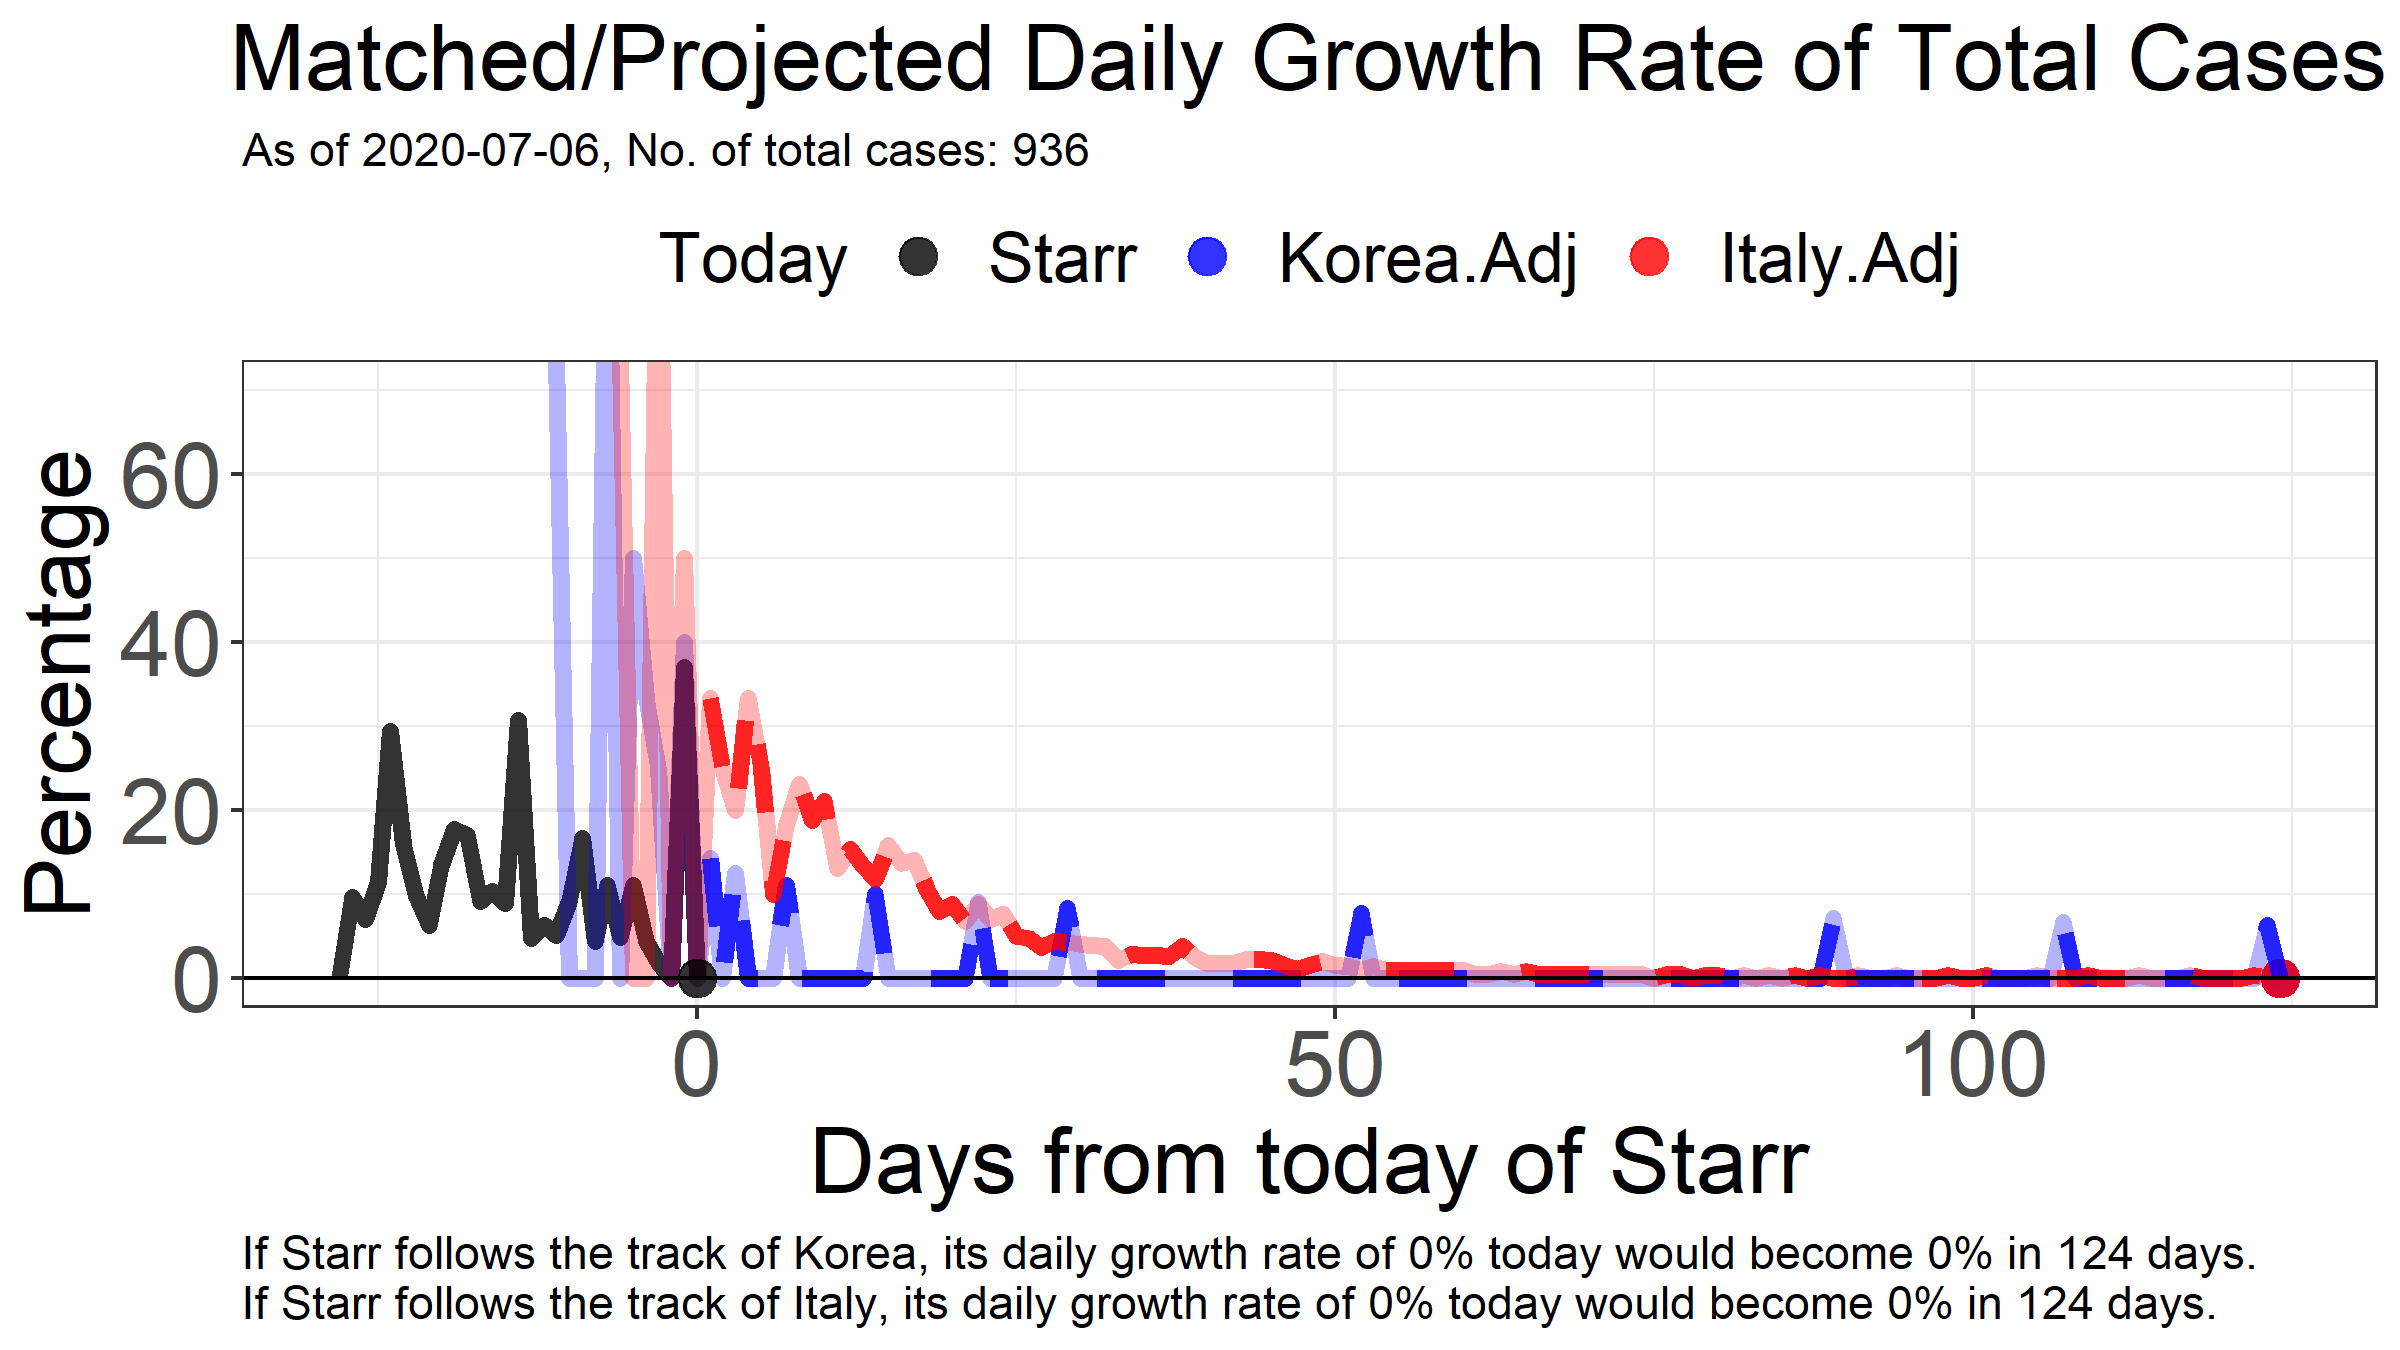 Matched/Projected Daily Growth Rate of Total Cases
As of 2020-07-06, No. of total cases: 936
Today Starr Korea.Adj Italy.Adj
Percentage
60
40
20
0
0 50 100
Days from today of Starr
If Starr follows the track of Korea, its daily growth rate of 0% today would become 0% in 124 days.
If Starr follows the track of Italy, its daily growth rate of 0% today would become 0% in 124 days.